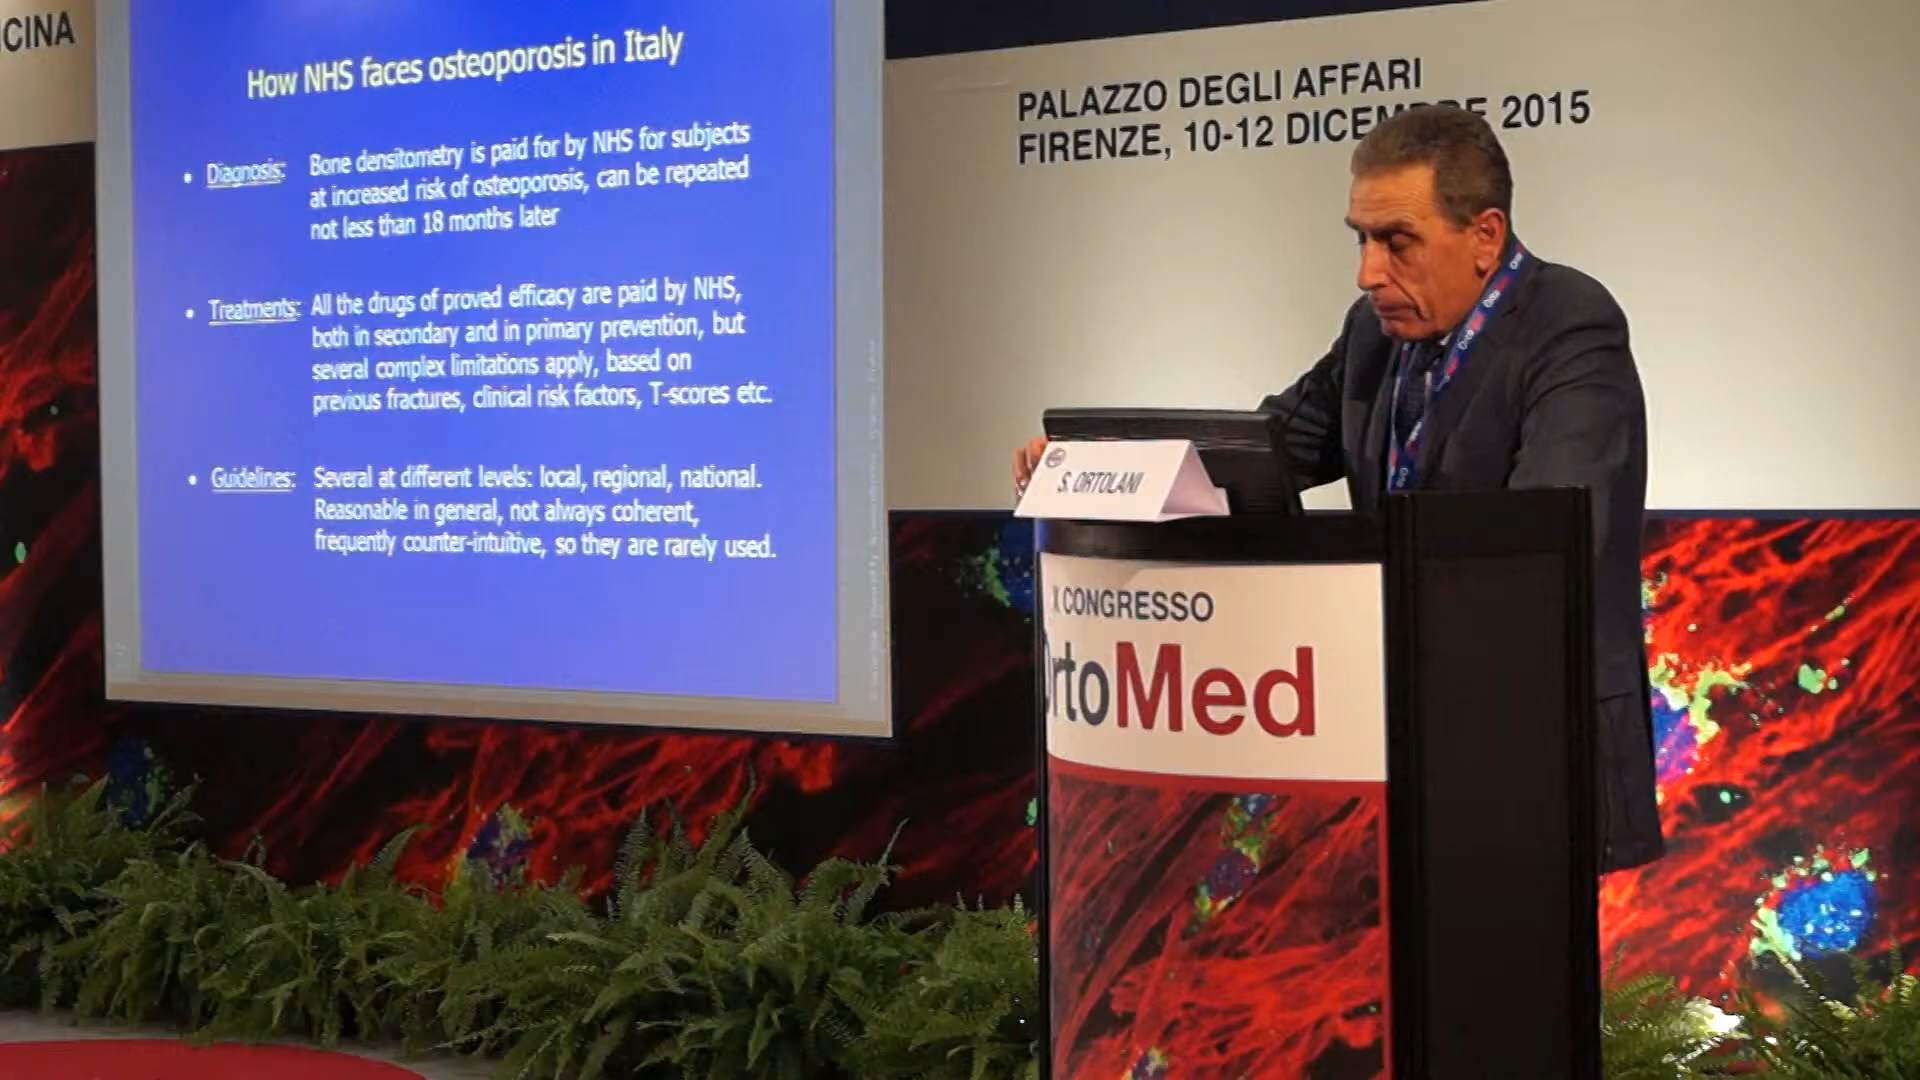 CINA
How NHS faces osteoporosis in Italy
• Diagnosis: Bone densitometry is paid for by NHS for subjects
at increased risk of osteoporosis, can be repeated
not less than 18 months later
• Treatments: All the drugs of proved efficacy are paid by NHS,
both in secondary and in primary prevention, but
several complex limitations apply, based on
previous fractures, clinical risk factors, T-scores etc.
• Guidelines: Several at different levels: local, regional, national.
Reasonable in general, not always coherent,
frequently counter-intuitive, so they are rarely used.
PALAZZO DEGLI AFFARI
FIRENZE, 10-12 DICEMBRE 2015
S. ORTOLANI
X CONGRESSO
OrtoMed